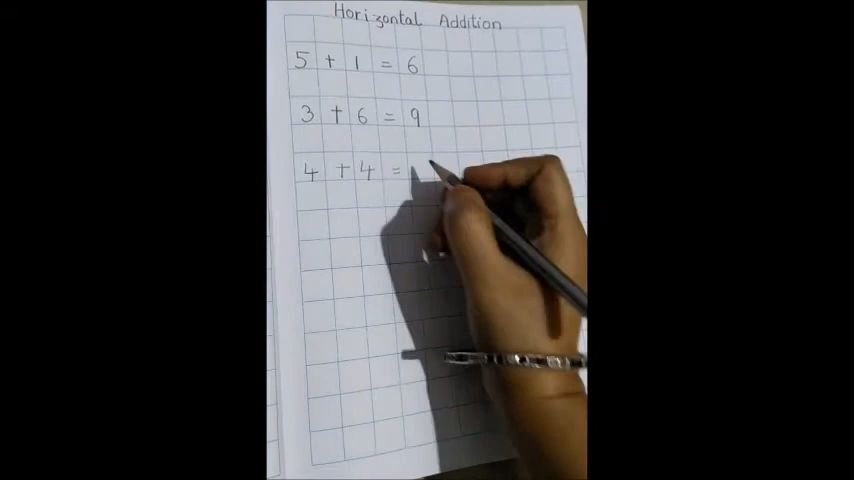 Horizontal Addition
5 + 1 = 6
3 + 6 = 9
4 + 4 =